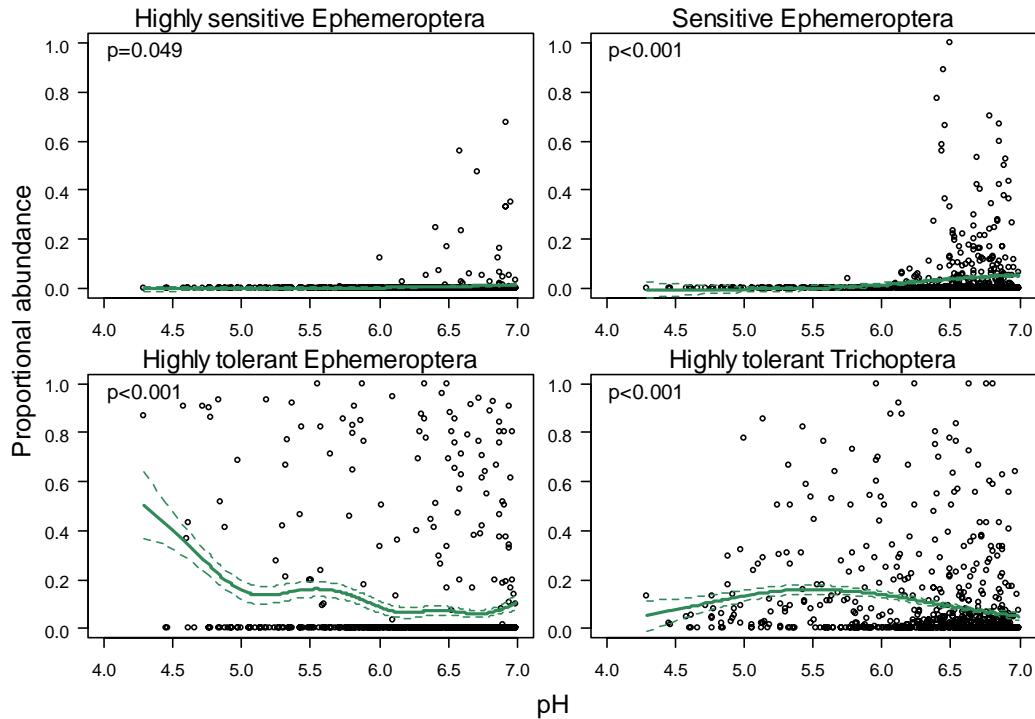 Highly sensitive Ephemeroptera
Sensitive Ephemeroptera
p=0.049
p<0.001
1.0
0.8
0.6
0.4
0.2
0.0
1.0
0.8
0.6
0.4
0.2
0.0
4.0 4.5 5.0 5.5 6.0 6.5 7.0
4.0 4.5 5.0 5.5 6.0 6.5 7.0
Highly tolerant Ephemeroptera
Highly tolerant Trichoptera
p<0.001
p<0.001
1.0
0.8
0.6
0.4
0.2
0.0
1.0
0.8
0.6
0.4
0.2
0.0
4.0 4.5 5.0 5.5 6.0 6.5 7.0
4.0 4.5 5.0 5.5 6.0 6.5 7.0
Proportional abundance
pH